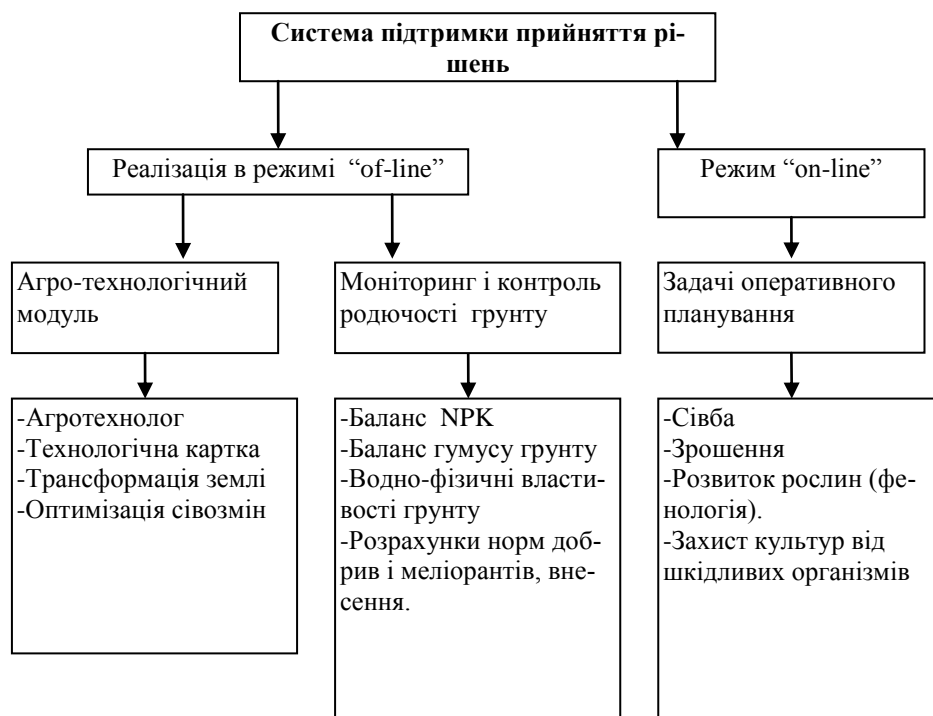 Система підтримки прийняття рі-
шень
Реалізація в режимі “of-line”
Режим “on-line”
Агро-технологічний
модуль
Моніторинг і контроль
родючості грунту
Задачі оперативного
планування
-Агротехнолог
-Технологічна картка
-Трансформація землі
-Оптимізація сівозмін
-Баланс NPK
-Баланс гумусу грунту
-Водно-фізичні власти-
вості грунту
-Розрахунки норм доб-
рив і меліорантів, вне-
сення.
-Сівба
-Зрошення
-Розвиток рослин (фе-
нологія).
-Захист культур від
шкідливих організмів